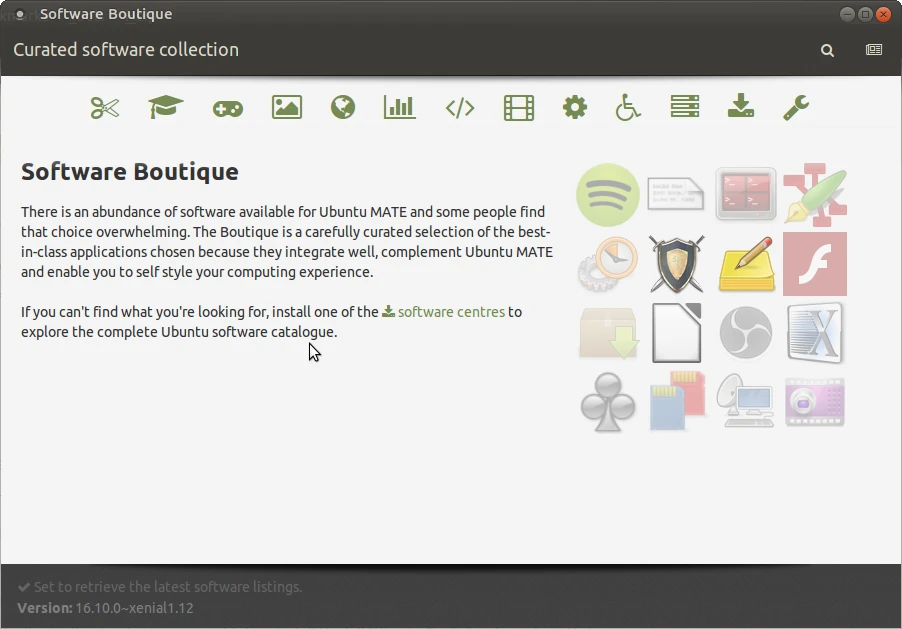 Software Boutique
Curated software collection
Software Boutique
There is an abundance of software available for Ubuntu MATE and some people find
that choice overwhelming. The Boutique is a carefully curated selection of the best-
in-class applications chosen because they integrate well, complement Ubuntu MATE
and enable you to self style your computing experience.
If you can't find what you're looking for, install one of the software centres to
explore the complete Ubuntu software catalogue.
Set to retrieve the latest software listings.
Version: 16.10.0~xenial1.12